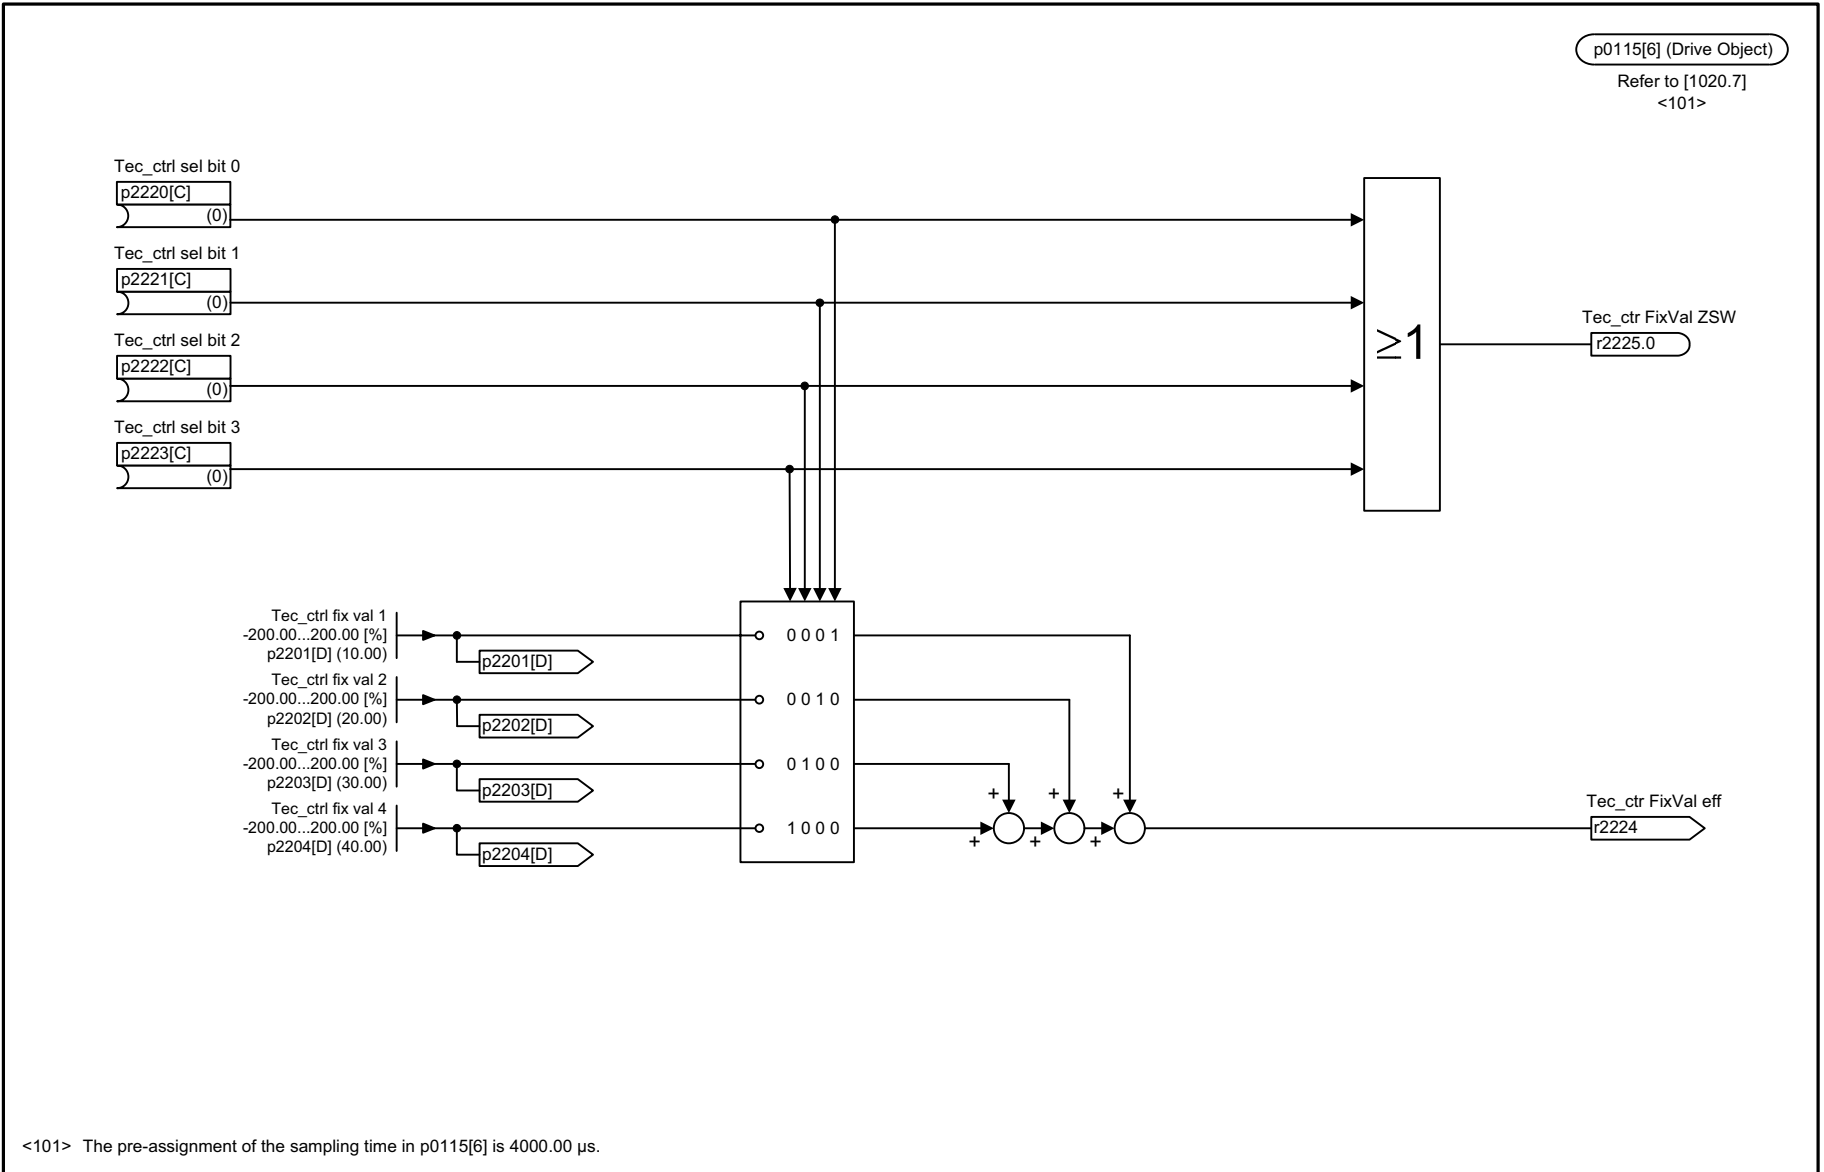 p0115[6] (Drive Object)
Refer to [1020.7]
<101>
Tec_ctrl sel bit 0
p2220[C]
(0)
Tec_ctrl sel bit 1
p2221[C]
(0)
Tec_ctrl sel bit 2
p2222[C]
(0)
Tec_ctrl sel bit 3
p2223[C]
(0)
≥1
Tec_ctr FixVal ZSW
r2225.0
Tec_ctrl fix val 1
-200.00...200.00 [%]
p2201[D] (10.00)
p2201[D]
0 0 0 1
Tec_ctrl fix val 2
-200.00...200.00 [%]
p2202[D] (20.00)
p2202[D]
0 0 1 0
Tec_ctrl fix val 3
-200.00...200.00 [%]
p2203[D] (30.00)
p2203[D]
0 1 0 0
Tec_ctrl fix val 4
-200.00...200.00 [%]
p2204[D] (40.00)
p2204[D]
1 0 0 0
+ + +
+ + +
Tec_ctr FixVal eff
r2224
<101> The pre-assignment of the sampling time in p0115[6] is 4000.00 µs.